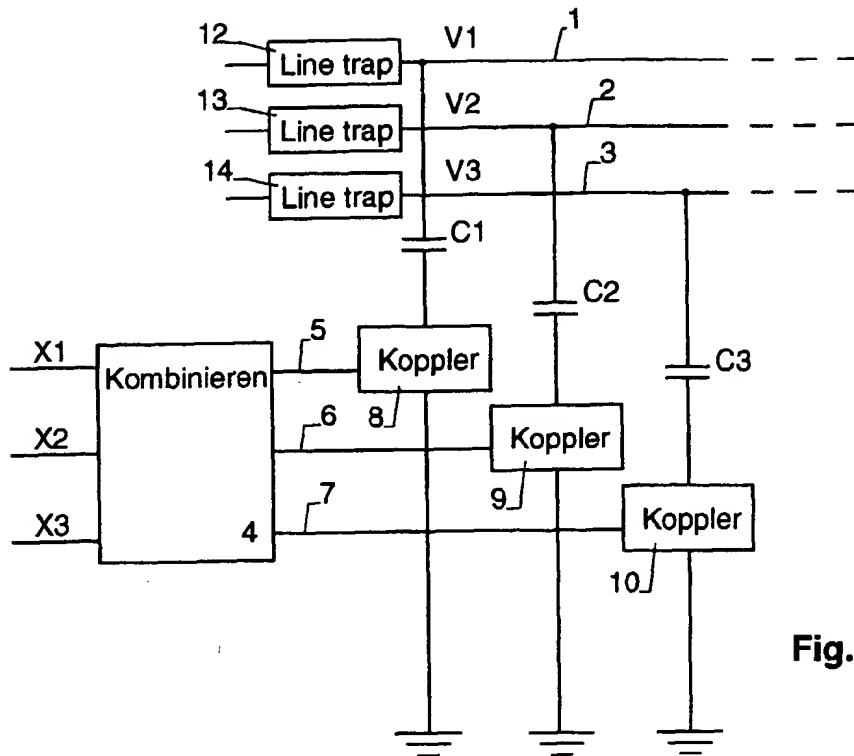 12
Line trap
V1
1
13
Line trap
V2
2
14
Line trap
V3
3
C1
C2
C3
X1
Kombinieren
5
Koppler
8
X2
6
Koppler
9
X3
4
7
Koppler
10
Fig.